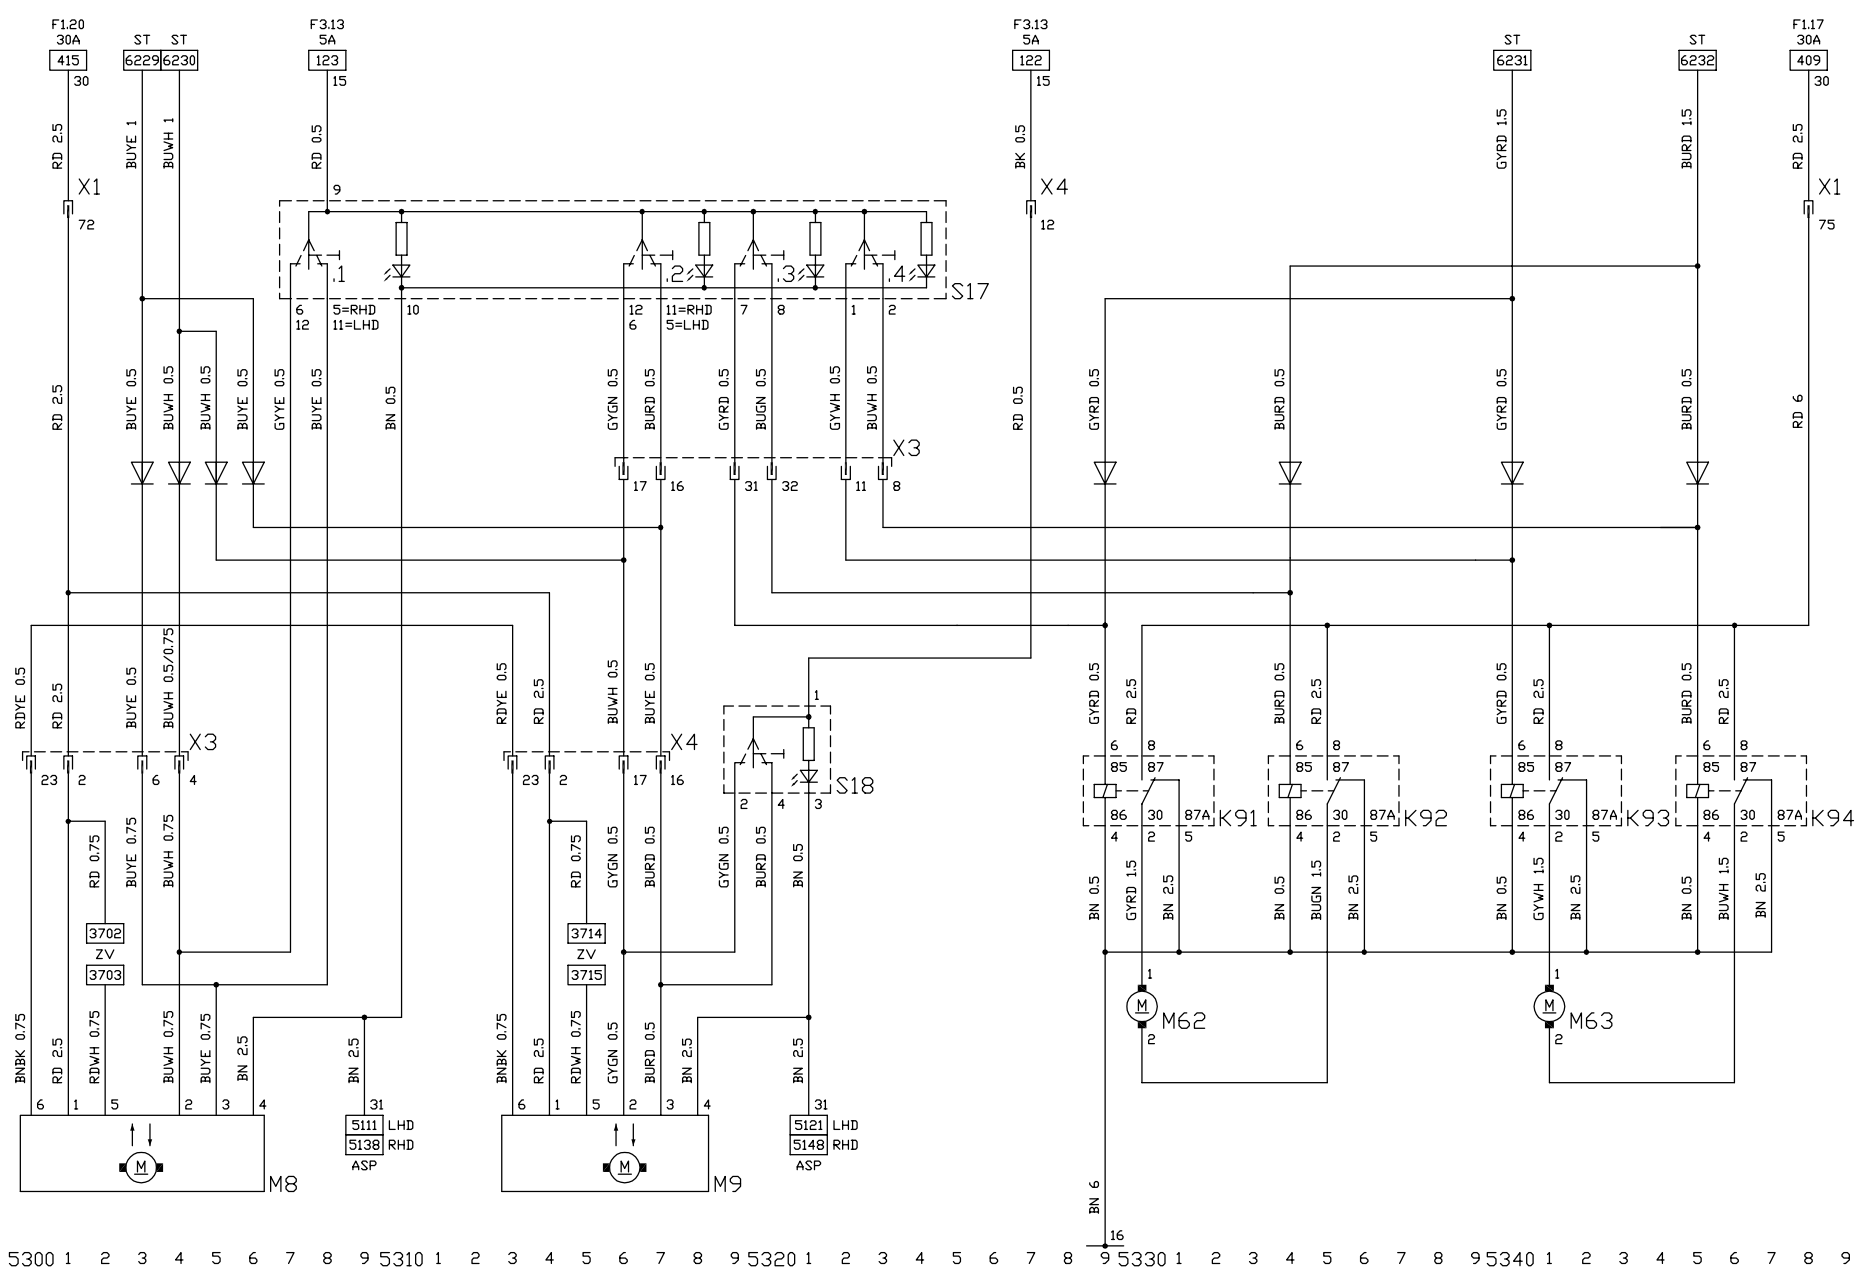 F1.20 F3.13 F3.13 F1.17
30A ST ST 5A 5A ST ST 30A
415 6229 6230 123 122 6231 6232 409
30 15 15 30
RD 2.5 BUYE 1 BUWH 1 RD 0.5 BK 0.5 GYRD 1.5 BURD 1.5 RD 2.5
X1 9 X4 X1
72 12 75
.1 .2 .3 .4
S17
6 5=RHD 10 12 11=RHD 7 8 1 2
12 11=LHD 6 5=LHD
RD 2.5 BUYE 0.5 BUWH 0.5 BUWH 0.5 BUYE 0.5 GYYE 0.5 BUYE 0.5 BN 0.5 GYGN 0.5 BURD 0.5 GYRD 0.5 BUGN 0.5 GYWH 0.5 BUWH 0.5 RD 0.5 GYRD 0.5 BURD 0.5 GYRD 0.5 BURD 0.5 RD 6
X3
17 16 31 32 11 8
RDYE 0.5 RD 2.5 BUYE 0.5 BUWH 0.5/0.75 RDYE 0.5 RD 2.5 BUWH 0.5 BUYE 0.5 GYRD 0.5 RD 2.5 BURD 0.5 RD 2.5 GYRD 0.5 RD 2.5 BURD 0.5 RD 2.5
1
X3 X4
6 8 6 8 6 8 6 8
85 87 85 87 85 87 85 87
23 2 6 4 23 2 17 16
S18
2 4 3
86 30 87A K91 86 30 87A K92 86 30 87A K93 86 30 87A K94
4 2 5 4 2 5 4 2 5 4 2 5
RD 0.75 BUYE 0.75 BUWH 0.75 RD 0.75 GYGN 0.5 BURD 0.5 GYGN 0.5 BURD 0.5 BN 0.5 BN 0.5 GYRD 1.5 BN 2.5 BN 0.5 BUGN 1.5 BN 2.5 BN 0.5 GYWH 1.5 BN 2.5 BN 0.5 BUWH 1.5 BN 2.5
3702 3714
ZV ZV
3703 3715
1 1
M M62 M M63
2 2
BNBK 0.75 RD 2.5 RDWH 0.75 BUWH 0.75 BUYE 0.75 BN 2.5 BN 2.5 BNBK 0.75 RD 2.5 RDWH 0.75 GYGN 0.5 BURD 0.5 BN 2.5 BN 2.5
6 1 5 2 3 4 31 6 1 5 2 3 4 31
5111 LHD 5121 LHD
5138 RHD 5148 RHD
ASP ASP
M M8 M M9
BN 6
16
5300 1 2 3 4 5 6 7 8 9 5310 1 2 3 4 5 6 7 8 9 5320 1 2 3 4 5 6 7 8 9 5330 1 2 3 4 5 6 7 8 9 5340 1 2 3 4 5 6 7 8 9